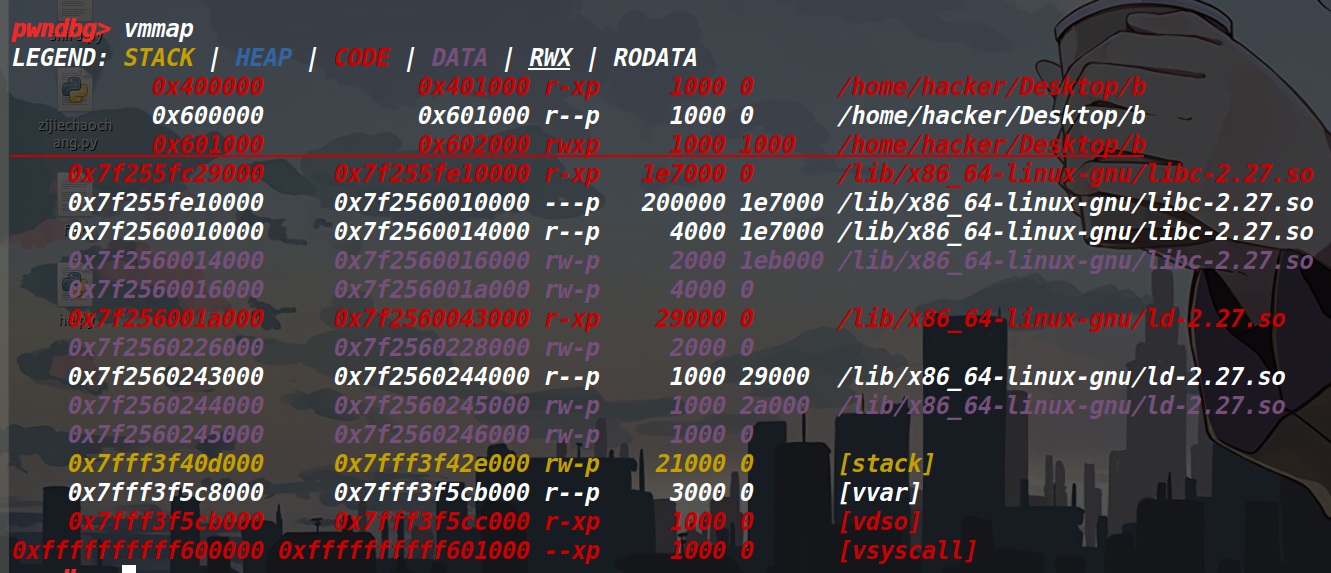 pwndbg> vmmap
LEGEND: STACK | HEAP | CODE | DATA | RWX | RODATA
0x400000 0x401000 r-xp 1000 0 /home/hacker/Desktop/b
0x600000 0x601000 r--p 1000 0 /home/hacker/Desktop/b
zijiechaoch
ang.py
0x601000 0x602000 rwxp 1000 1000 /home/hacker/Desktop/b
0x7f255fc29000 0x7f255fe10000 r-xp 1e7000 0 /lib/x86_64-linux-gnu/libc-2.27.so
0x7f255fe10000 0x7f2560010000 ---p 200000 1e7000 /lib/x86_64-linux-gnu/libc-2.27.so
0x7f2560010000 0x7f2560014000 r--p 4000 1e7000 /lib/x86_64-linux-gnu/libc-2.27.so
0x7f2560014000 0x7f2560016000 rw-p 2000 1eb000 /lib/x86_64-linux-gnu/libc-2.27.so
0x7f2560016000 0x7f256001a000 rw-p 4000 0
0x7f256001a000 0x7f2560043000 r-xp 29000 0 /lib/x86_64-linux-gnu/ld-2.27.so
0x7f2560226000 0x7f2560228000 rw-p 2000 0
0x7f2560243000 0x7f2560244000 r--p 1000 29000 /lib/x86_64-linux-gnu/ld-2.27.so
0x7f2560244000 0x7f2560245000 rw-p 1000 2a000 /lib/x86_64-linux-gnu/ld-2.27.so
0x7f2560245000 0x7f2560246000 rw-p 1000 0
0x7fff3f40d000 0x7fff3f42e000 rw-p 21000 0 [stack]
0x7fff3f5c8000 0x7fff3f5cb000 r--p 3000 0 [vvar]
0x7fff3f5cb000 0x7fff3f5cc000 r-xp 1000 0 [vdso]
0xffffffffff600000 0xffffffffff601000 --xp 1000 0 [vsyscall]